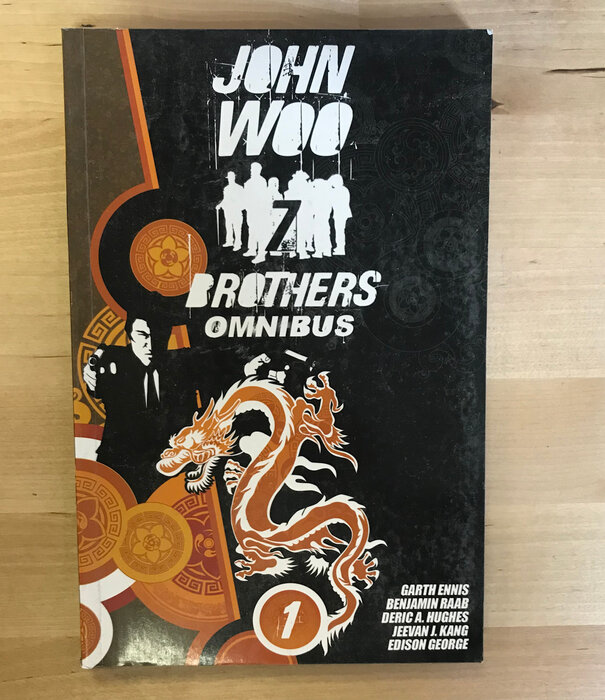 JOHN
WOO
7
BROTHERS
OMNIBUS
1
GARTH ENNIS
BENJAMIN RAAB
DERIC A. HUGHES
JEEVAN J. KANG
EDISON GEORGE